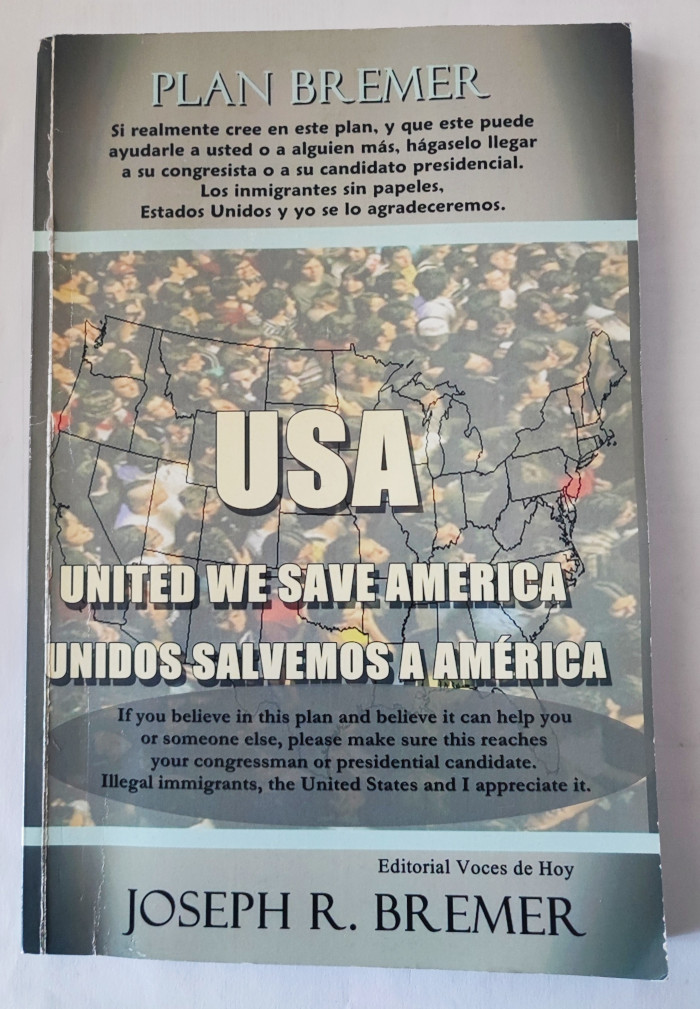 PLAN BREMER
Si realmente cree en este plan, y que este puede
ayudarle a usted o a alguien más, hágaselo llegar
a su congresista o a su candidato presidencial.
Los inmigrantes sin papeles,
Estados Unidos y yo se lo agradeceremos.
USA
UNITED WE SAVE AMERICA
UNIDOS SALVEMOS A AMÉRICA
If you believe in this plan and believe it can help you
or someone else, please make sure this reaches
your congressman or presidential candidate.
Illegal immigrants, the United States and I appreciate it.
Editorial Voces de Hoy
JOSEPH R. BREMER